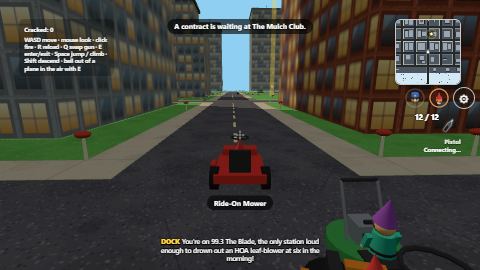 Cracked: 0
WASD move · mouse look · click
fire · R reload · Q swap gun · E
enter/exit · Space jump / climb ·
Shift descend · bail out of a
plane in the air with E
A contract is waiting at The Mulch Club.
12 / 12
Pistol
Connecting...
Ride-On Mower
DOCK You're on 99.3 The Blade, the only station loud
enough to drown out an HOA leaf-blower at six in the
morning!